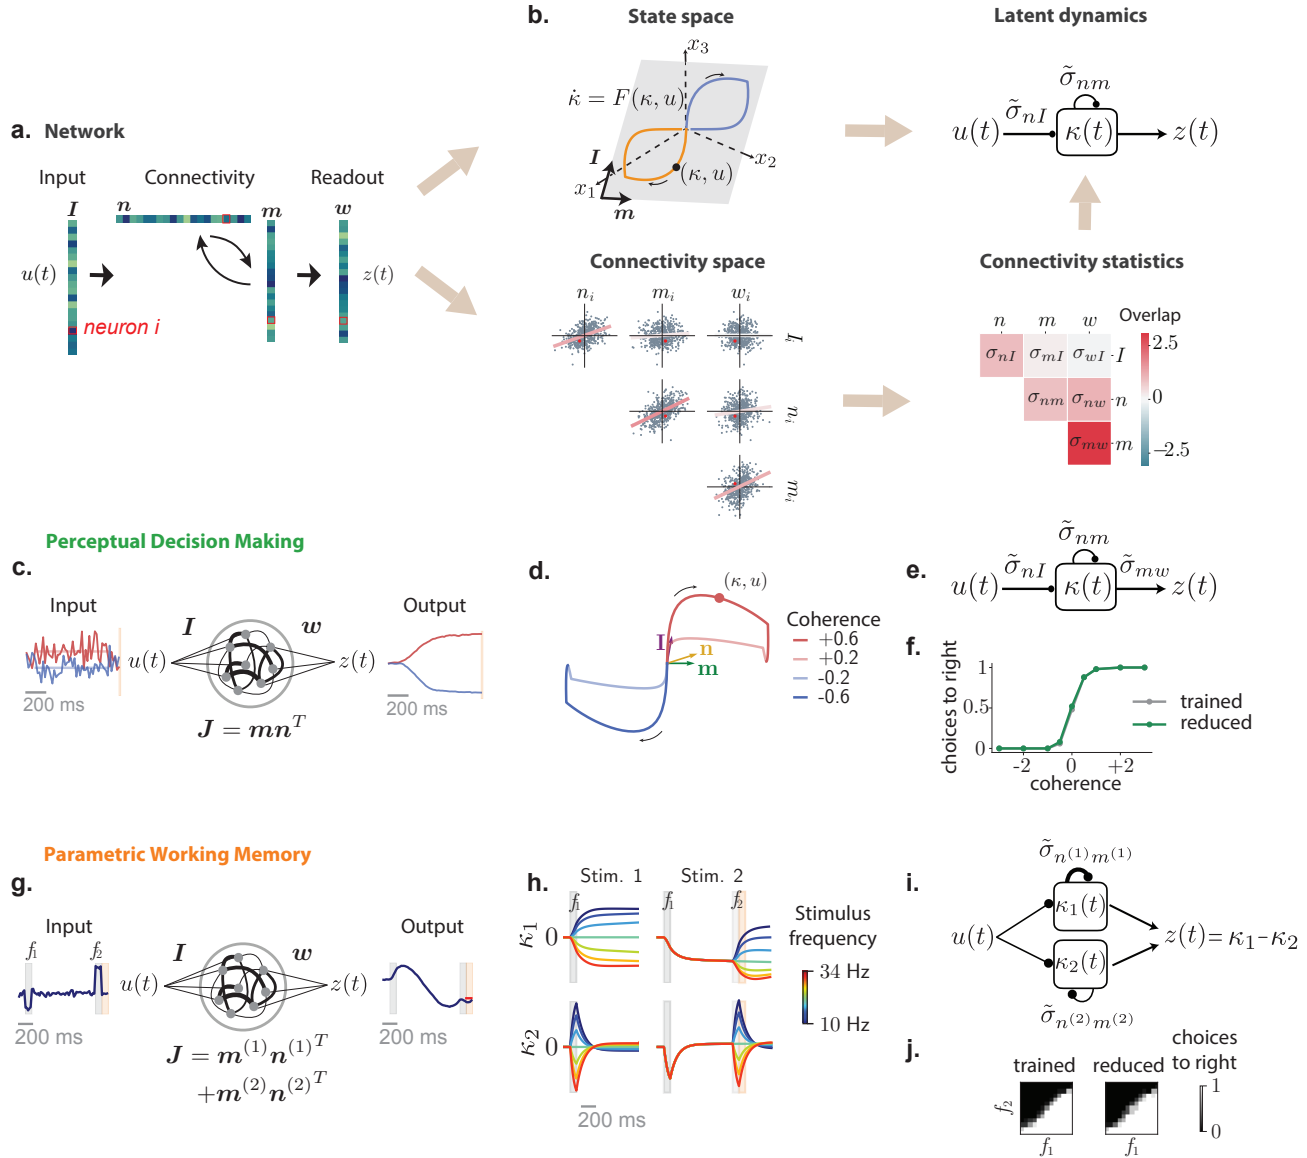 a. Network
Input
Connectivity
Readout
I
n
m
w
u(t)
z(t)
neuron i
b.
State space
x₃
κ̇ = F(κ, u)
x₂
I
(κ, u)
x₁
m
Latent dynamics
σ̃nm
σ̃nI
u(t)
κ(t)
z(t)
Connectivity space
nᵢ
mᵢ
wᵢ
Iᵢ
nᵢ
mᵢ
Connectivity statistics
n
m
w
Overlap
2.5
0
−2.5
σnI
σmI
σwI
I
σnm
σnw
n
σmw
m
Perceptual Decision Making
c.
Input
Output
I
w
u(t)
z(t)
200 ms
200 ms
J = mnᵀ
d.
(κ, u)
I
n
m
Coherence
+0.6
+0.2
-0.2
-0.6
e.
σ̃nm
σ̃nI
σ̃mw
u(t)
κ(t)
z(t)
f.
choices to right
1
0.5
0
-2
0
+2
coherence
trained
reduced
Parametric Working Memory
g.
Input
Output
f₁
f₂
I
w
u(t)
z(t)
200 ms
200 ms
J = m⁽¹⁾n⁽¹⁾ᵀ
+m⁽²⁾n⁽²⁾ᵀ
h.
Stim. 1
Stim. 2
f₁
f₁
f₂
κ₁
0
κ₂
0
200 ms
Stimulus
frequency
34 Hz
10 Hz
i.
σ̃n⁽¹⁾m⁽¹⁾
κ₁(t)
u(t)
z(t) = κ₁-κ₂
κ₂(t)
σ̃n⁽²⁾m⁽²⁾
j.
trained
reduced
choices
to right
1
0
f₂
f₁
f₁